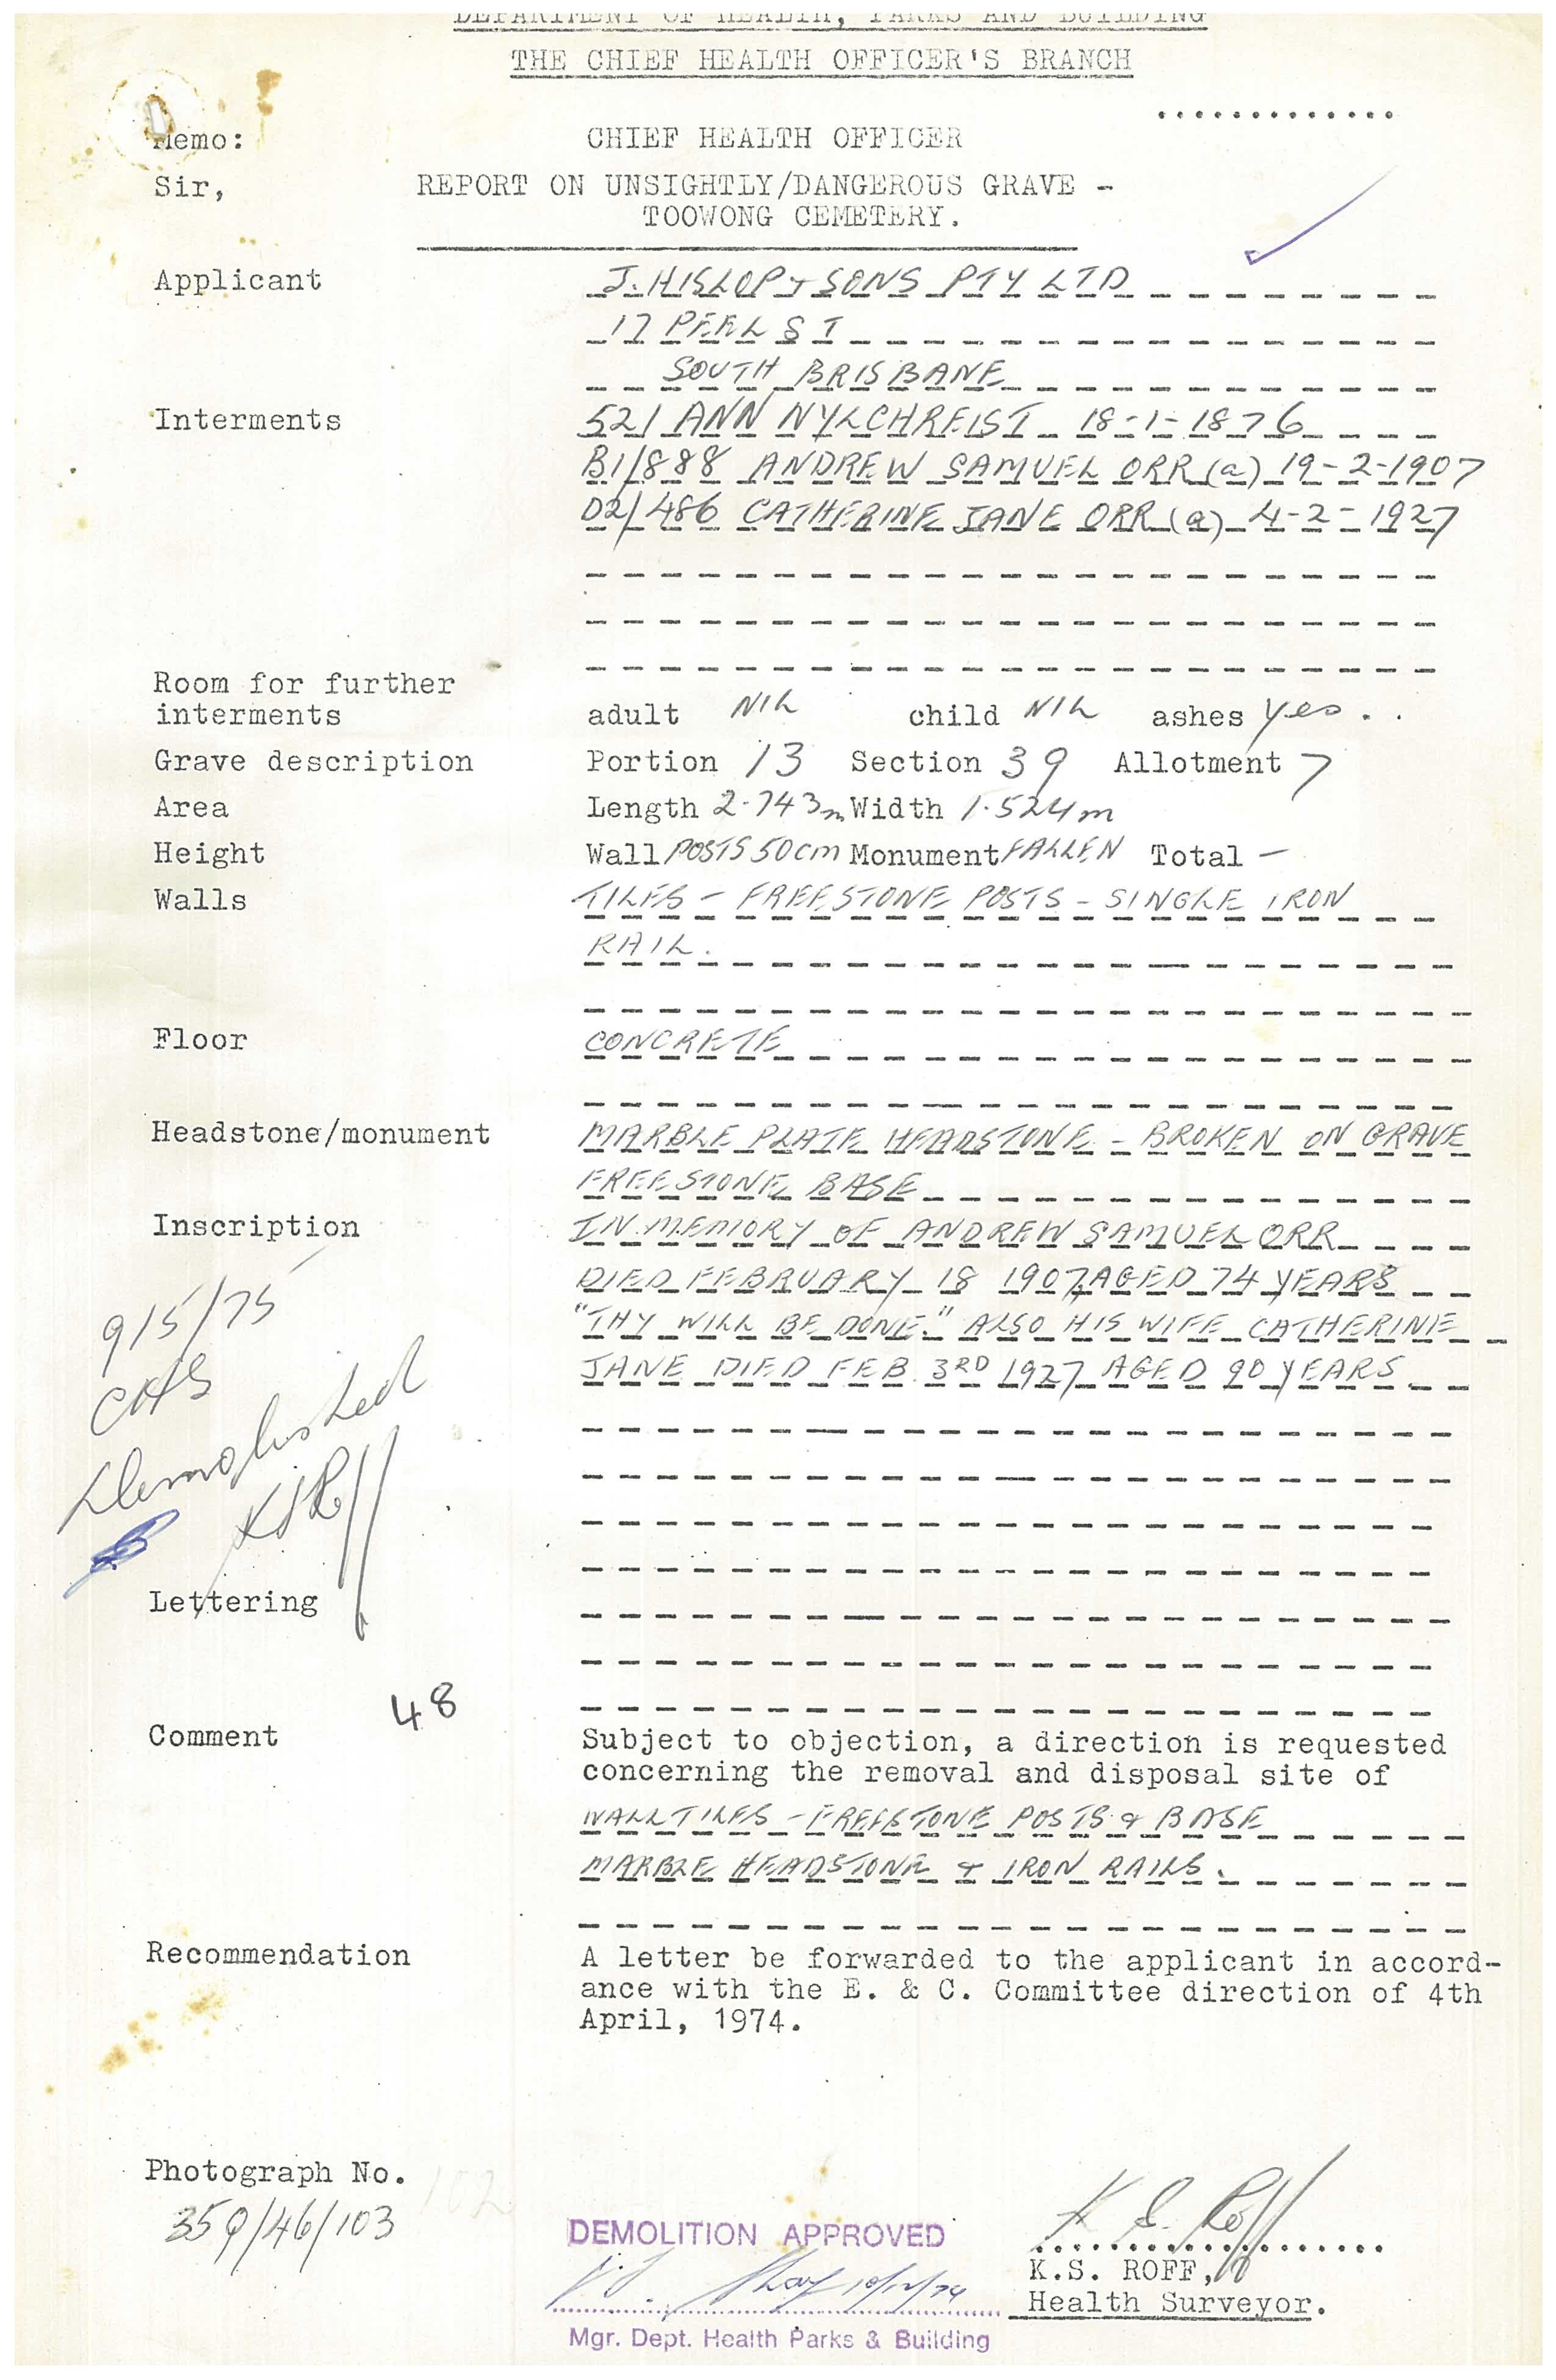 DEPARTMENT OF HEALTH, PARKS AND BUILDING
THE CHIEF HEALTH OFFICER'S BRANCH
.............
Memo: CHIEF HEALTH OFFICER
Sir, REPORT ON UNSIGHTLY/DANGEROUS GRAVE -
TOOWONG CEMETERY.
Applicant J. HISLOP & SONS PTY LTD
17 PEEL ST
SOUTH BRISBANE
Interments 521 ANN NYLCHREIST 18-1-1876
B1/888 ANDREW SAMUEL ORR (a) 19-2-1907
D2/486 CATHERINE JANE ORR (a) 4-2-1927
Room for further
interments adult NIL child NIL ashes yes . .
Grave description Portion 13 Section 39 Allotment 7
Area Length 2.743m Width 1.524m
Height Wall POSTS 50cm Monument FALLEN Total -
Walls TILES - FREESTONE POSTS - SINGLE IRON
RAIL.
Floor CONCRETE
Headstone/monument MARBLE PLATE HEADSTONE - BROKEN ON GRAVE
FREESTONE BASE
Inscription IN MEMORY OF ANDREW SAMUEL ORR
DIED FEBRUARY 18 1907, AGED 74 YEARS
"THY WILL BE DONE." ALSO HIS WIFE CATHERINE
JANE DIED FEB. 3RD 1927 AGED 90 YEARS
9/5/75
CHS
Demolished
KSRoff
Lettering
48
Comment Subject to objection, a direction is requested
concerning the removal and disposal site of
WALL TILES - FREESTONE POSTS & BASE
MARBLE HEADSTONE & IRON RAILS.
Recommendation A letter be forwarded to the applicant in accord-
ance with the E. & C. Committee direction of 4th
April, 1974.
Photograph No. 102
359/46/103
K S. Roff
DEMOLITION APPROVED
10/12/74
K.S. ROFF,
Health Surveyor.
Mgr. Dept. Health Parks & Building